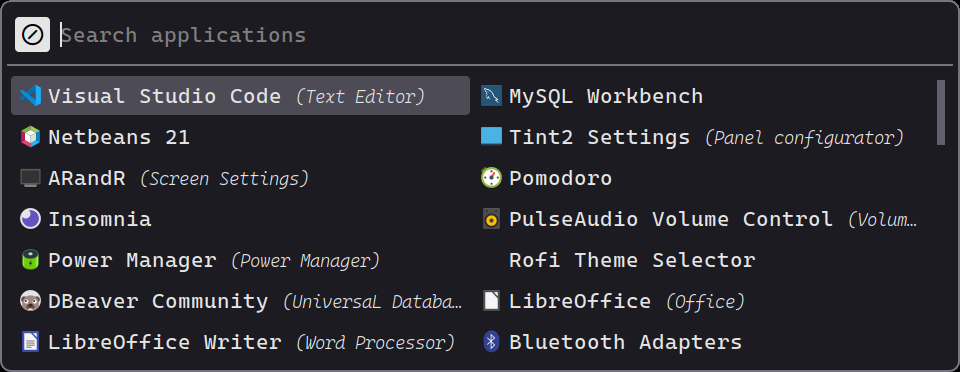 Search applications
Visual Studio Code (Text Editor)
MySQL Workbench
Netbeans 21
Tint2 Settings (Panel configurator)
ARandR (Screen Settings)
Pomodoro
Insomnia
PulseAudio Volume Control (Volum…
Power Manager (Power Manager)
Rofi Theme Selector
DBeaver Community (UniversaL Databa…
LibreOffice (Office)
LibreOffice Writer (Word Processor)
Bluetooth Adapters